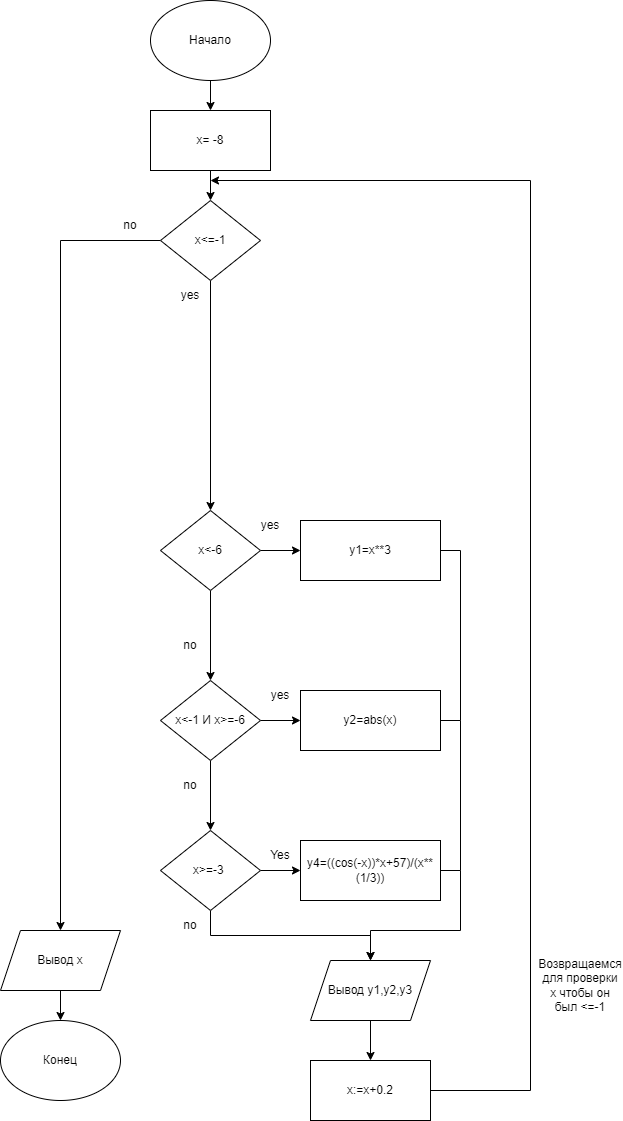 Начало
x= -8
no
x<=-1
yes
yes
x<-6
y1=x**3
no
yes
x<-1 И x>=-6
y2=abs(x)
no
Yes
x>=-3
y4=((cos(-x))*x+57)/(x**
(1/3))
no
Вывод x
Вывод y1,y2,y3
Возвращаемся
для проверки
x чтобы он
был <=-1
Конец
x:=x+0.2